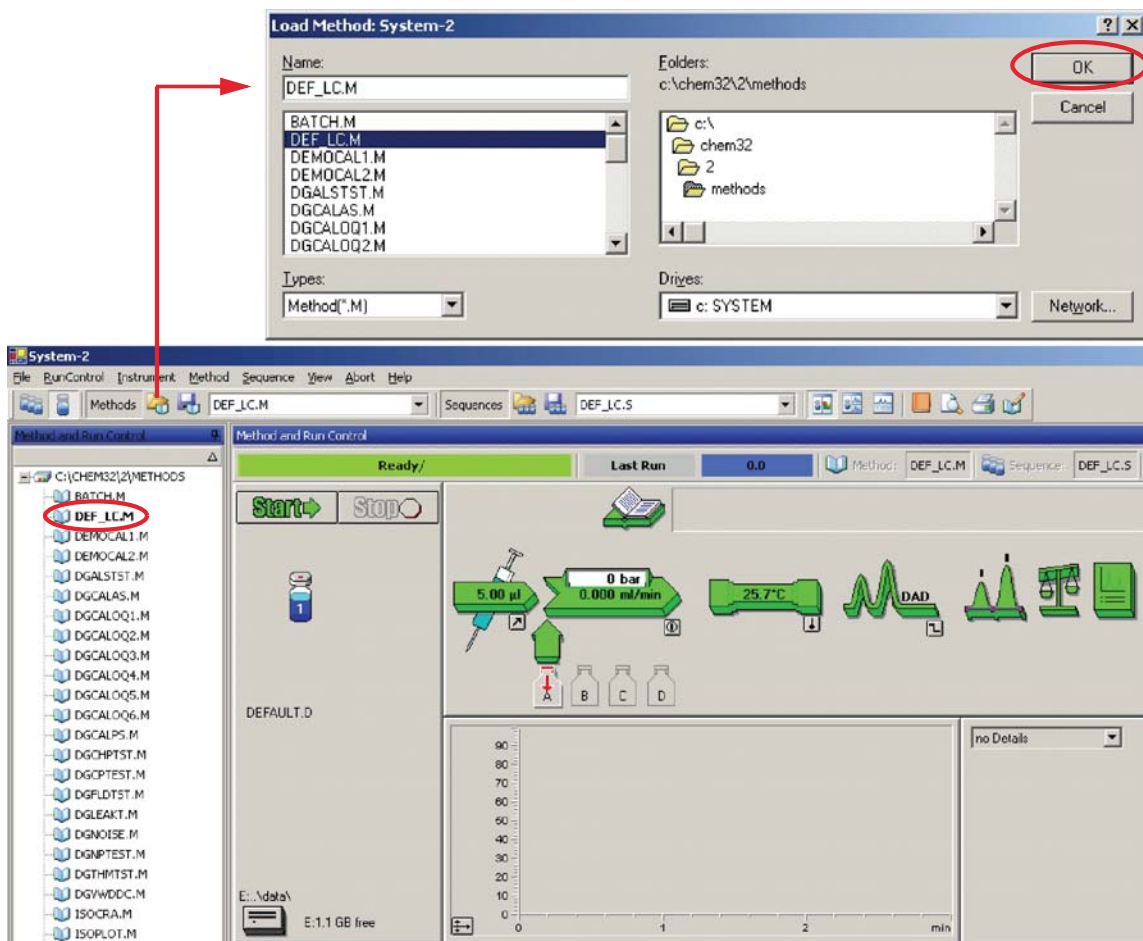 Load Method: System-2
Name:
DEF_LC.M
BATCH.M
DEF_LC.M
DEMOCAL1.M
DEMOCAL2.M
DGALSTST.M
DGCALAS.M
DGCALOQ1.M
DGCALOQ2.M
Types:
Method(*.M)
Folders:
c:\chem32\2\methods
c:\
chem32
2
methods
Drives:
c: SYSTEM
OK
Cancel
Network...
System-2
File RunControl Instrument Method Sequence View Abort Help
Methods DEF_LC.M Sequences DEF_LC.S
Method and Run Control
C:\CHEM32\2\METHODS
BATCH.M
DEF_LC.M
DEMOCAL1.M
DEMOCAL2.M
DGALSTST.M
DGCALAS.M
DGCALOQ1.M
DGCALOQ2.M
DGCALOQ3.M
DGCALOQ4.M
DGCALOQ5.M
DGCALOQ6.M
DGCALPS.M
DGCHPTST.M
DGCPTEST.M
DGFLDTST.M
DGLEAKT.M
DGNOISE.M
DGNPTEST.M
DGTHMTST.M
DGVWDDC.M
ISOCRA.M
ISOPLOT.M
Method and Run Control
Ready/ Last Run 0.0 Method: DEF_LC.M Sequence: DEF_LC.S
Start Stop
1
DEFAULT.D
E:..\data\
E:1.1 GB free
5.00 µl
0 bar
0.000 ml/min
25.7°C
DAD
A B C D
90
80
70
60
50
40
30
20
10
0
0 1 2 min
no Details